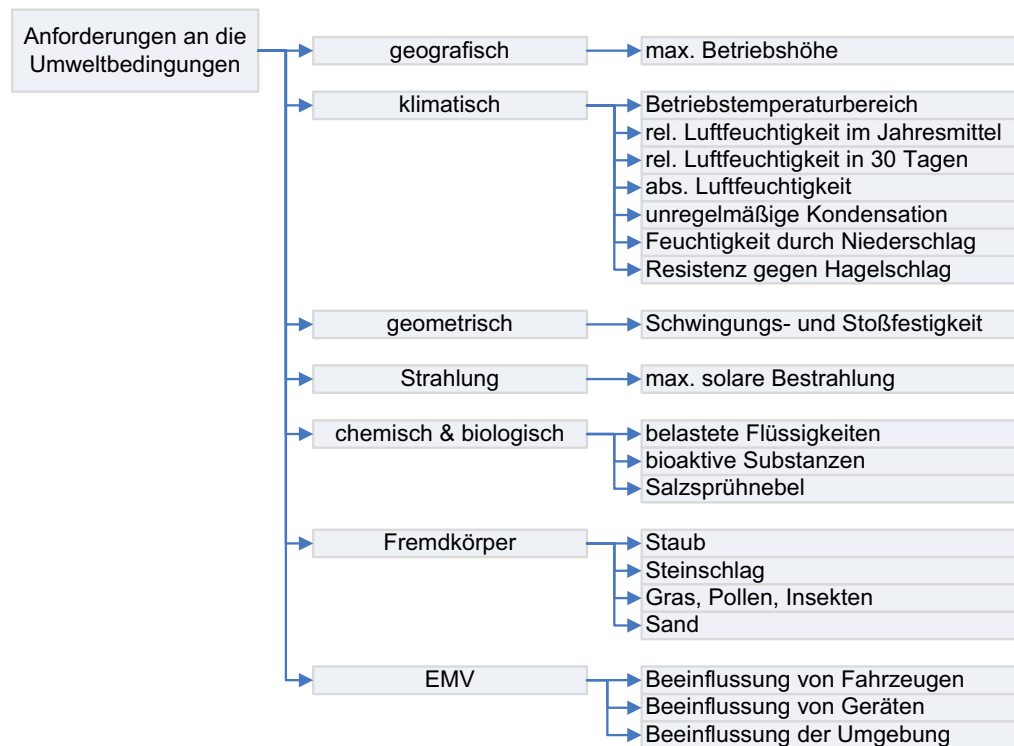 Anforderungen an die
Umweltbedingungen
geografisch
max. Betriebshöhe
klimatisch
Betriebstemperaturbereich
rel. Luftfeuchtigkeit im Jahresmittel
rel. Luftfeuchtigkeit in 30 Tagen
abs. Luftfeuchtigkeit
unregelmäßige Kondensation
Feuchtigkeit durch Niederschlag
Resistenz gegen Hagelschlag
geometrisch
Schwingungs- und Stoßfestigkeit
Strahlung
max. solare Bestrahlung
chemisch & biologisch
belastete Flüssigkeiten
bioaktive Substanzen
Salzsprühnebel
Fremdkörper
Staub
Steinschlag
Gras, Pollen, Insekten
Sand
EMV
Beeinflussung von Fahrzeugen
Beeinflussung von Geräten
Beeinflussung der Umgebung